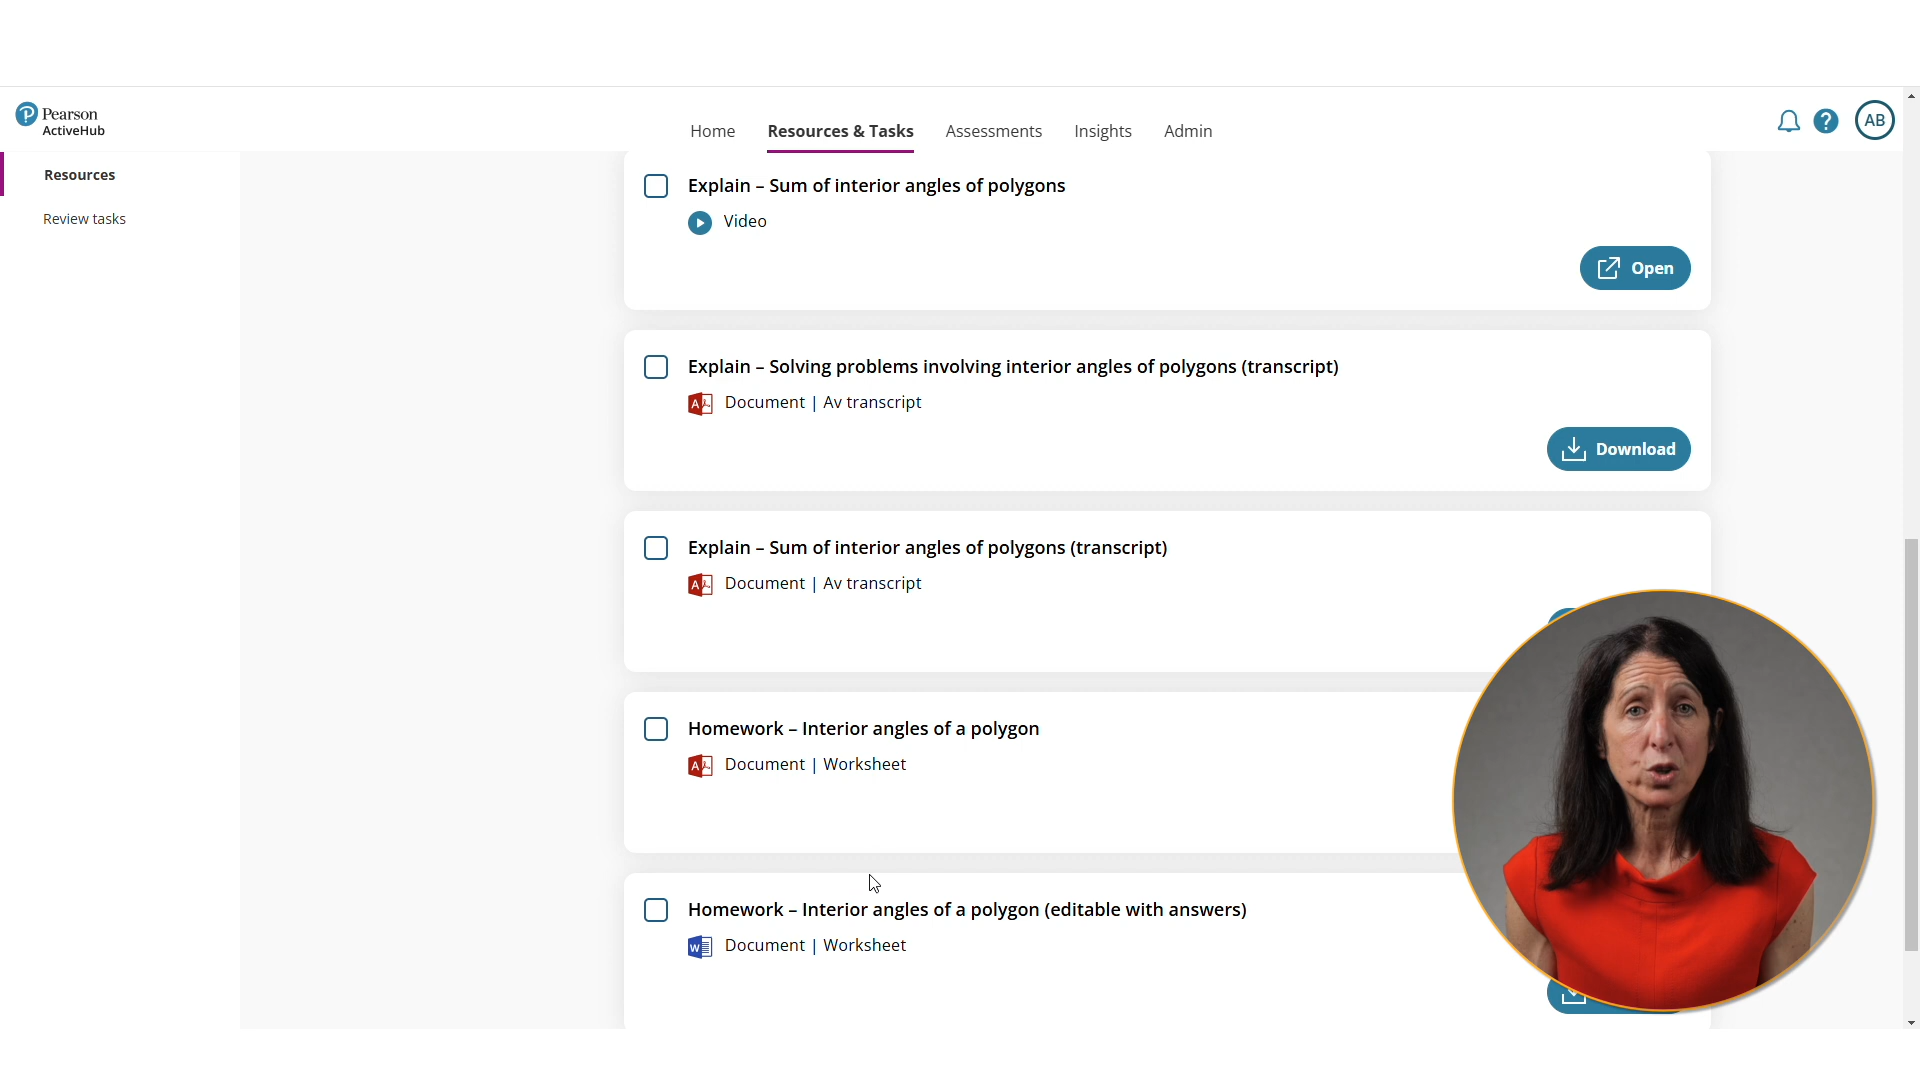 Pearson
ActiveHub
Home
Resources & Tasks
Assessments
Insights
Admin
?
AB
Resources
Review tasks
Explain – Sum of interior angles of polygons
Video
Open
Explain – Solving problems involving interior angles of polygons (transcript)
Document | Av transcript
Download
Explain – Sum of interior angles of polygons (transcript)
Document | Av transcript
Homework – Interior angles of a polygon
Document | Worksheet
Homework – Interior angles of a polygon (editable with answers)
Document | Worksheet